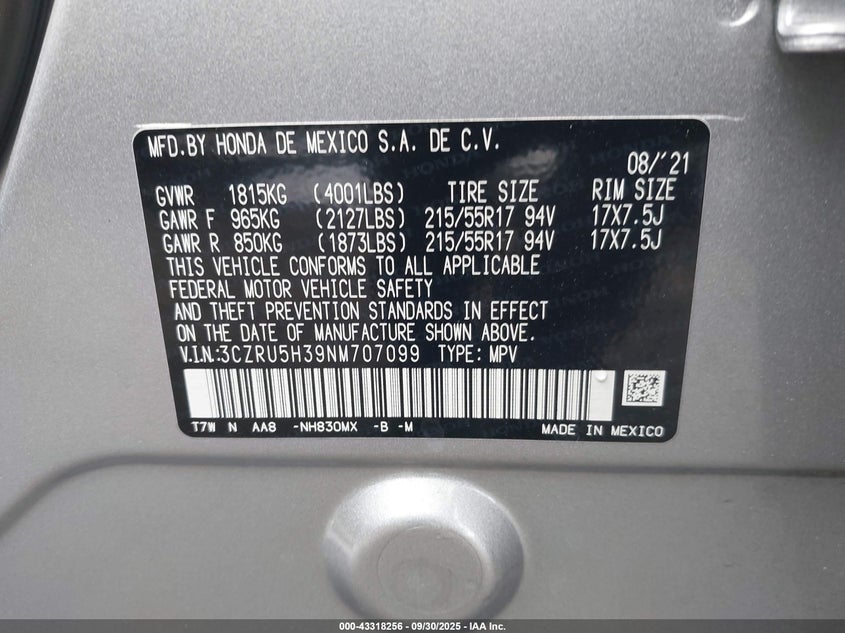 MFD.BY HONDA DE MEXICO S.A. DE C.V.
08/'21
GVWR 1815KG (4001LBS) TIRE SIZE RIM SIZE
GAWR F 965KG (2127LBS) 215/55R17 94V 17X7.5J
GAWR R 850KG (1873LBS) 215/55R17 94V 17X7.5J
THIS VEHICLE CONFORMS TO ALL APPLICABLE
FEDERAL MOTOR VEHICLE SAFETY
AND THEFT PREVENTION STANDARDS IN EFFECT
ON THE DATE OF MANUFACTURE SHOWN ABOVE.
V.I.N.:3CZRU5H39NM707099 TYPE: MPV
T7W N AA8 -NH830MX -B -M MADE IN MEXICO
000-43318256 - 09/30/2025 - IAA Inc.